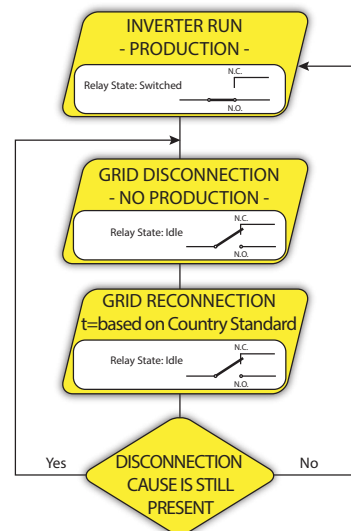 INVERTER RUN
- PRODUCTION -
N.C.
Relay State: Switched
N.O.
GRID DISCONNECTION
- NO PRODUCTION -
N.C.
Relay State: Idle
N.O.
GRID RECONNECTION
t=based on Country Standard
N.C.
Relay State: Idle
N.O.
Yes
No
DISCONNECTION
CAUSE IS STILL
PRESENT